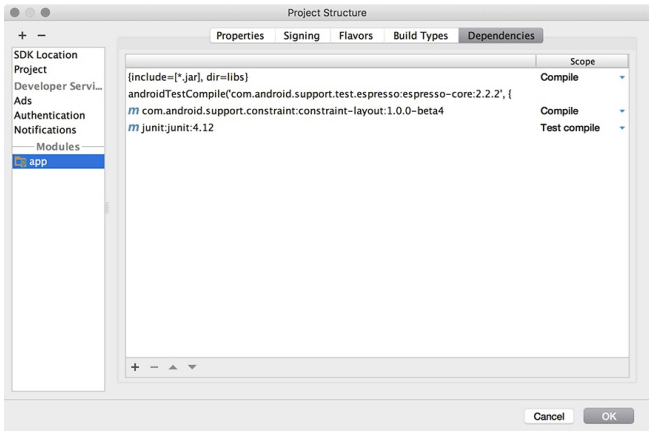 Project Structure
Properties Signing Flavors Build Types Dependencies
SDK Location
Project
Developer Servi...
Ads
Authentication
Notifications
Modules
app
Scope
{include=[*.jar], dir=libs} Compile
androidTestCompile('com.android.support.test.espresso:espresso-core:2.2.2', {
m com.android.support.constraint:constraint-layout:1.0.0-beta4 Compile
m junit:junit:4.12 Test compile
Cancel OK